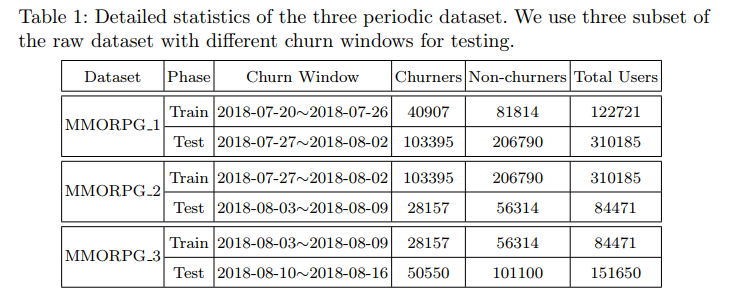 Table 1: Detailed statistics of the three periodic dataset. We use three subset of
the raw dataset with different churn windows for testing.
Dataset Phase Churn Window Churners Non-churners Total Users
MMORPG_1 Train 2018-07-20~2018-07-26 40907 81814 122721
Test 2018-07-27~2018-08-02 103395 206790 310185
MMORPG_2 Train 2018-07-27~2018-08-02 103395 206790 310185
Test 2018-08-03~2018-08-09 28157 56314 84471
MMORPG_3 Train 2018-08-03~2018-08-09 28157 56314 84471
Test 2018-08-10~2018-08-16 50550 101100 151650